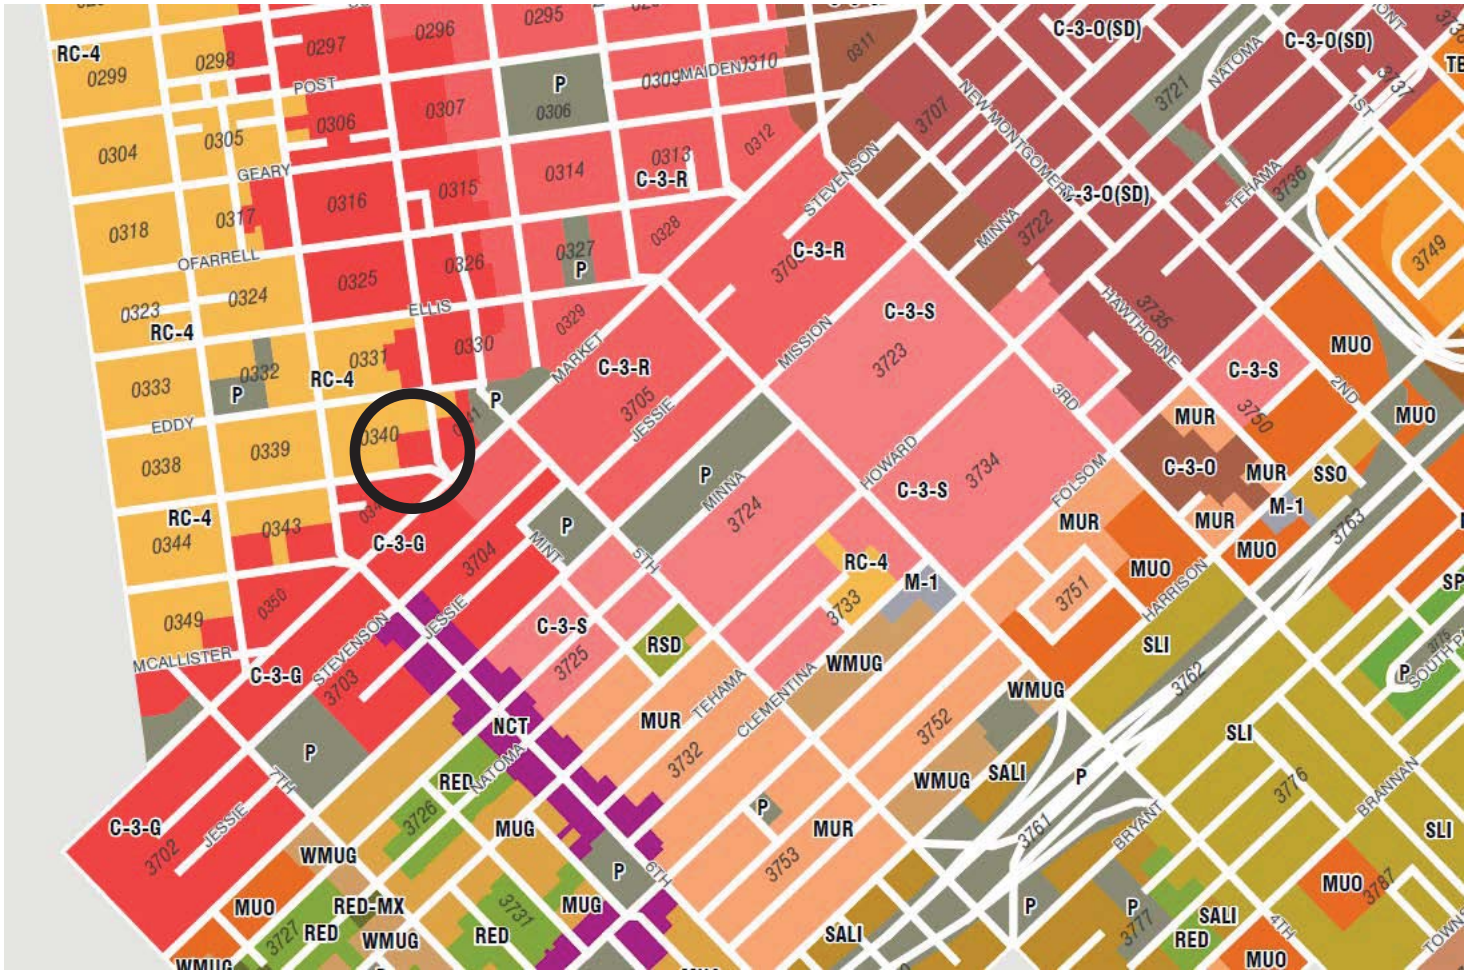 0295
0296
0297
RC-4
0298
0299
POST
0306
0307
P
0306
0309
MAIDEN
0310
0311
C-3-O(SD)
C-3-O(SD)
NATOMA
3721
3737
1ST
3707
NEW MONTGOMERY
0304
0305
GEARY
0316
0315
0314
0313
C-3-R
0312
STEVENSON
C-3-O(SD)
TEHAMA
3736
0318
0317
OFARRELL
0325
0326
0327
P
0328
C-3-R
MINNA
3722
3749
0323
0324
RC-4
ELLIS
0329
0330
MARKET
MISSION
C-3-S
3723
HAWTHORNE
3735
MUO
0333
0332
P
0331
RC-4
C-3-R
3705
JESSIE
3RD
C-3-S
3750
2ND
MUO
EDDY
0340
P
MUR
0338
0339
P
MINNA
3724
HOWARD
3734
C-3-S
FOLSOM
C-3-O
MUR
SSO
M-1
3763
RC-4
0344
0343
C-3-G
3704
P
MINT
5TH
RC-4
M-1
3733
MUR
MUR
MUO
MUO
3751
HARRISON
0349
0350
MCALLISTER
C-3-G
STEVENSON
3703
JESSIE
C-3-S
3725
RSD
TEHAMA
CLEMENTINA
WMUG
SLI
3762
WMUG
P
SLI
NCT
P
MUR
3732
3752
WMUG
SALI
P
7TH
RED
NATOMA
3726
MUG
P
MUR
3753
3761
BRYANT
3776
BRANNAN
SLI
C-3-G
3702
JESSIE
WMUG
P
6TH
MUO
3787
MUO
RED-MX
RED
3727
WMUG
RED
3731
MUG
SALI
P
P
3777
SALI
RED
4TH
MUO
WMUG